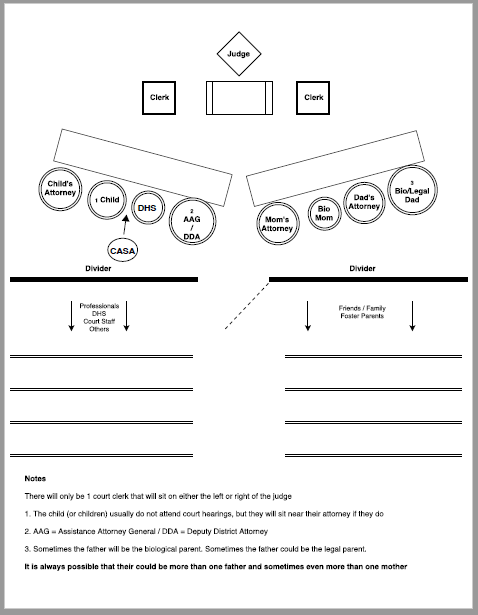 Judge
Clerk
Clerk
Child's
Attorney
1 Child
DHS
2
AAG
/
DDA
CASA
Mom's
Attorney
Bio
Mom
Dad's
Attorney
3
Bio/Legal
Dad
Divider
Divider
Professionals
DHS
Court Staff
Others
Friends / Family
Foster Parents
Notes
There will only be 1 court clerk that will sit on either the left or right of the judge
1. The child (or children) usually do not attend court hearings, but they will sit near their attorney if they do
2. AAG = Assistance Attorney General / DDA = Deputy District Attorney
3. Sometimes the father will be the biological parent. Sometimes the father could be the legal parent.
It is always possible that their could be more than one father and sometimes even more than one mother